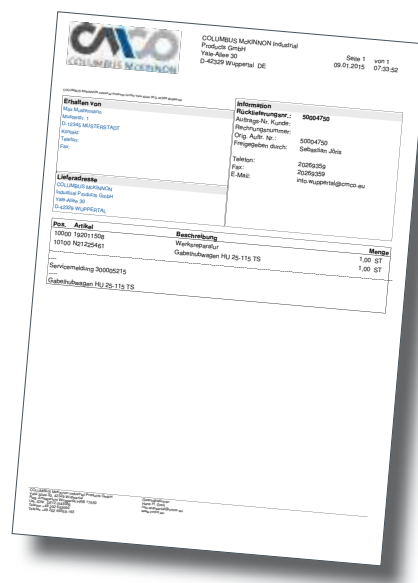 CMCO
COLUMBUS McKINNON
COLUMBUS McKINNON Industrial
Products GmbH
Yale-Allee 30
D-42329 Wuppertal DE
Seite 1 von 1
09.01.2015 07:33:52
Erhalten von
Max Mustermann
Musterstr. 1
D-12345 MUSTERSTADT
Kontakt:
Telefon:
Fax:
Information
Rücklieferungsnr.: 50004750
Auftrags-Nr. Kunde:
Rechnungsnummer:
Orig. Auftr. Nr.: 50004750
Freigegeben durch: Sebastian Jöris
Telefon: 20269359
Fax: 20269359
E-Mail: info.wuppertal@cmco.eu
Lieferadresse
COLUMBUS McKINNON
Industrial Products GmbH
Yale-Allee 30
D-42329 WUPPERTAL
Pos. Artikel Beschreibung Menge
10000 192011508 Werksreparatur 1,00 ST
10100 N21225461 Gabelhubwagen HU 25-115 TS 1,00 ST
Servicemeldung 300005215
Gabelhubwagen HU 25-115 TS